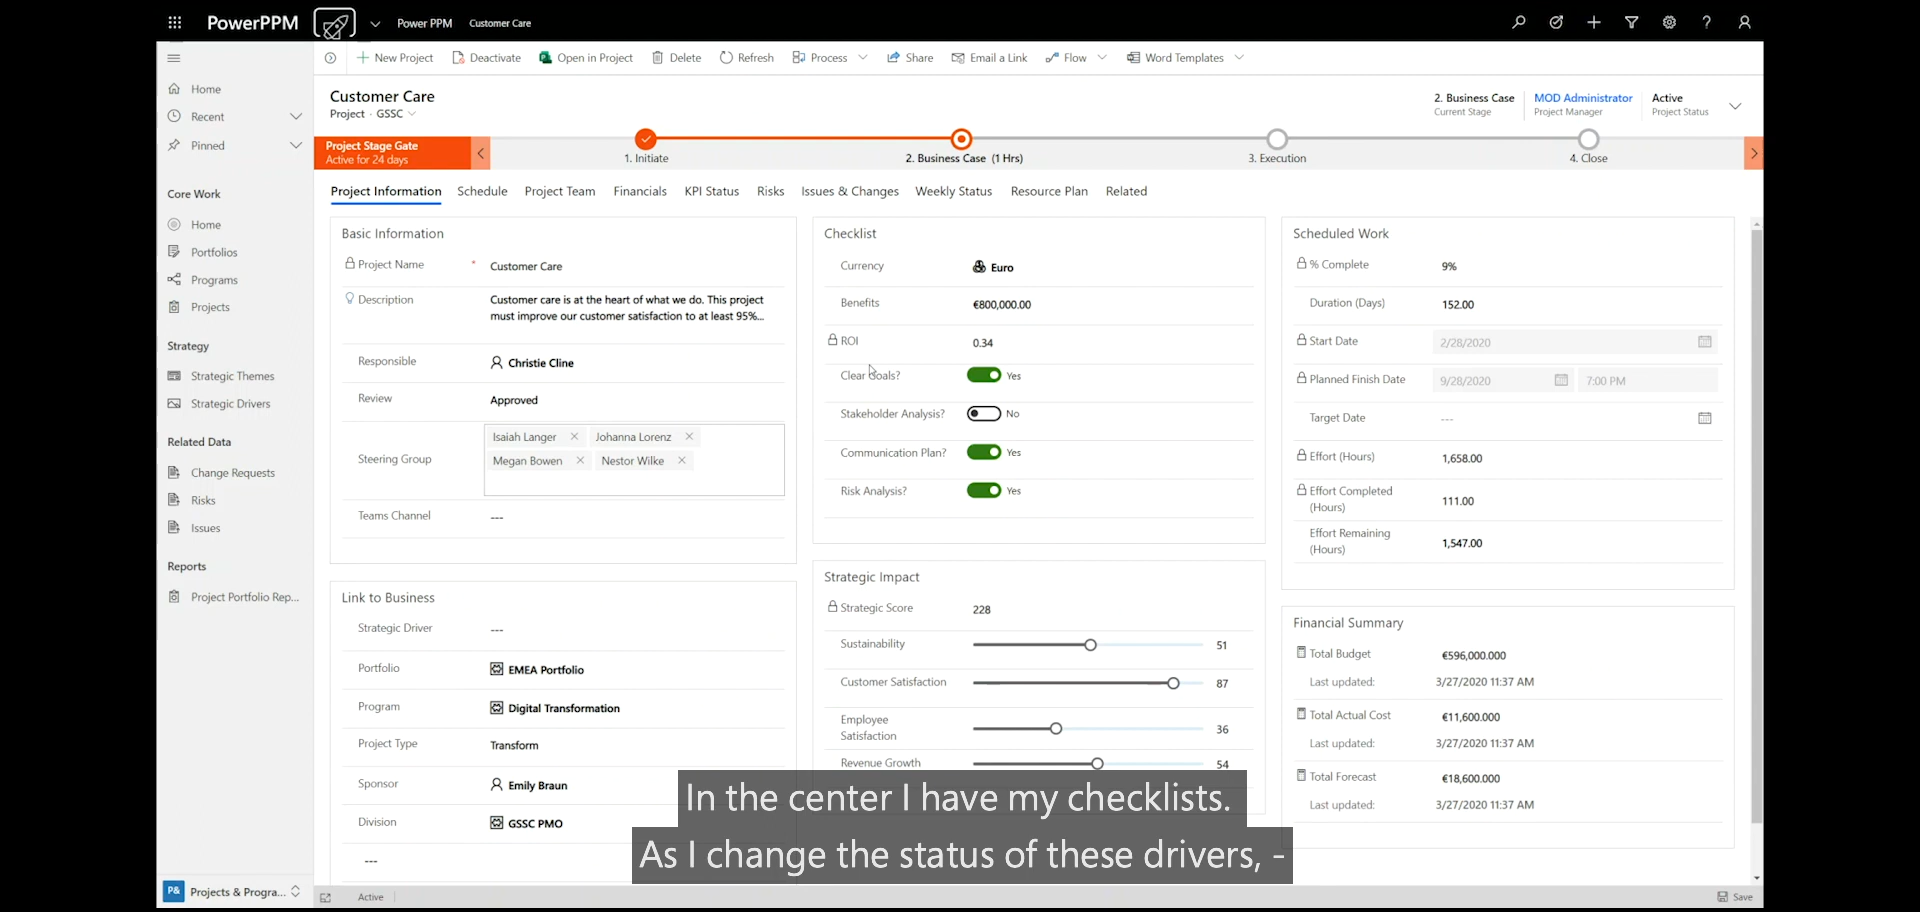 PowerPPM
Power PPM
Customer Care
New Project
Deactivate
Open in Project
Delete
Refresh
Process
Share
Email a Link
Flow
Word Templates
Home
Recent
Pinned
Core Work
Home
Portfolios
Programs
Projects
Strategy
Strategic Themes
Strategic Drivers
Related Data
Change Requests
Risks
Issues
Reports
Project Portfolio Rep...
P&
Projects & Progra...
Customer Care
Project · GSSC
2. Business Case
Current Stage
MOD Administrator
Project Manager
Active
Project Status
Project Stage Gate
Active for 24 days
1. Initiate
2. Business Case (1 Hrs)
3. Execution
4. Close
Project Information
Schedule
Project Team
Financials
KPI Status
Risks
Issues & Changes
Weekly Status
Resource Plan
Related
Basic Information
Project Name * Customer Care
Description Customer care is at the heart of what we do. This project
must improve our customer satisfaction to at least 95%...
Responsible Christie Cline
Review Approved
Steering Group
Isaiah Langer Johanna Lorenz
Megan Bowen Nestor Wilke
Teams Channel ---
Link to Business
Strategic Driver ---
Portfolio EMEA Portfolio
Program Digital Transformation
Project Type Transform
Sponsor Emily Braun
Division GSSC PMO
---
Checklist
Currency Euro
Benefits €800,000.00
ROI 0.34
Clear Goals? Yes
Stakeholder Analysis? No
Communication Plan? Yes
Risk Analysis? Yes
Strategic Impact
Strategic Score 228
Sustainability 51
Customer Satisfaction 87
Employee
Satisfaction 36
Revenue Growth 54
Scheduled Work
% Complete 9%
Duration (Days) 152.00
Start Date 2/28/2020
Planned Finish Date 9/28/2020 7:00 PM
Target Date ---
Effort (Hours) 1,658.00
Effort Completed
(Hours) 111.00
Effort Remaining
(Hours) 1,547.00
Financial Summary
Total Budget €596,000.000
Last updated: 3/27/2020 11:37 AM
Total Actual Cost €11,600.000
Last updated: 3/27/2020 11:37 AM
Total Forecast €18,600.000
Last updated: 3/27/2020 11:37 AM
In the center I have my checklists.
As I change the status of these drivers, -
Active
Save